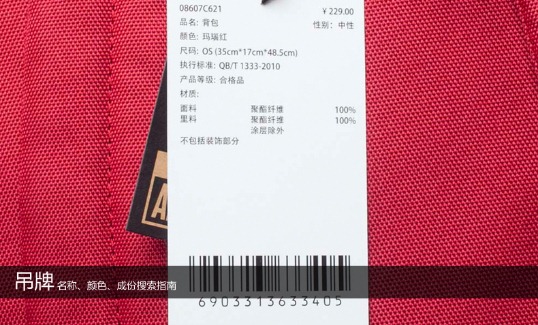 08607C621
￥229.00
品名: 背包
性别: 中性
颜色: 玛瑙红
尺码: OS (35cm*17cm*48.5cm)
执行标准: QB/T 1333-2010
产品等级: 合格品
材质:
面料 聚酯纤维 100%
里料 聚酯纤维 100%
涂层除外
不包括装饰部分
6903313633405
吊牌 名称、颜色、成份搜索指南